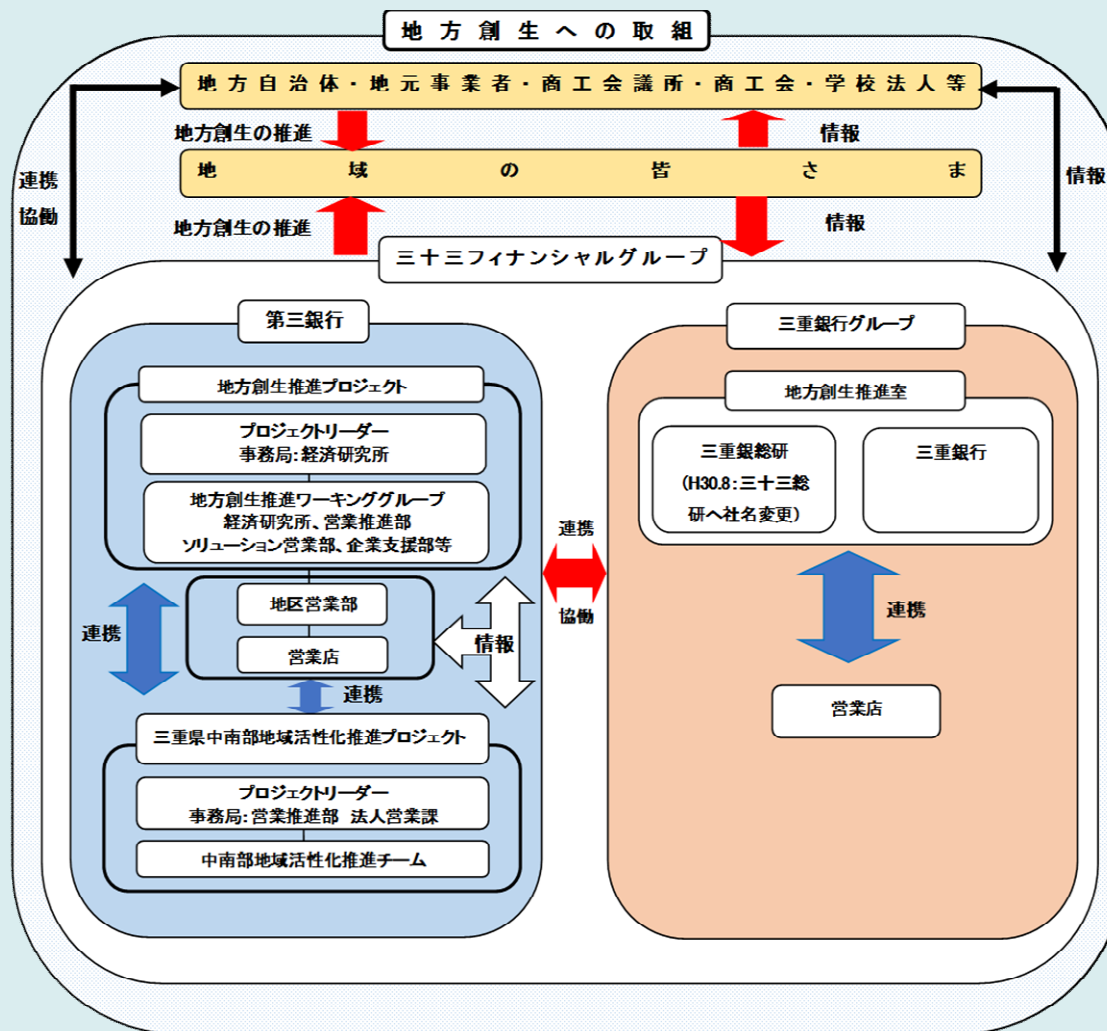 地方創生への取組
地方自治体・地元事業者・商工会議所・商工会・学校法人等
地方創生の推進
情報
地域の皆さま
連携
協働
情報
地方創生の推進
情報
三十三フィナンシャルグループ
第三銀行
地方創生推進プロジェクト
プロジェクトリーダー
事務局:経済研究所
地方創生推進ワーキンググループ
経済研究所、営業推進部
ソリューション営業部、企業支援部等
地区営業部
営業店
連携
情報
連携
三重県中南部地域活性化推進プロジェクト
プロジェクトリーダー
事務局:営業推進部 法人営業課
中南部地域活性化推進チーム
連携
協働
三重銀行グループ
地方創生推進室
三重銀総研
(H30.8:三十三総
研へ社名変更)
三重銀行
連携
営業店